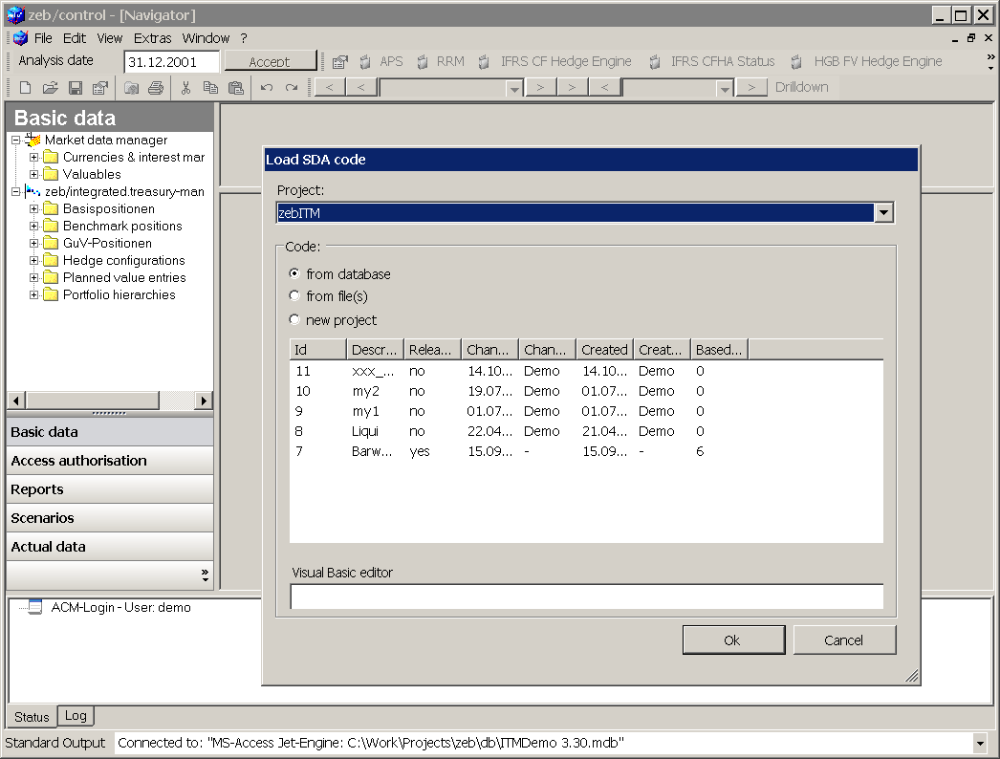 zeb/control - [Navigator]
File Edit View Extras Window ?
Analysis date 31.12.2001 Accept APS RRM IFRS CF Hedge Engine IFRS CFHA Status HGB FV Hedge Engine
< < > > < > Drilldown
Basic data
Market data manager
Currencies & interest mar
Valuables
zeb/integrated.treasury-man
Basispositionen
Benchmark positions
GuV-Positionen
Hedge configurations
Planned value entries
Portfolio hierarchies
Basic data
Access authorisation
Reports
Scenarios
Actual data
Load SDA code
Project:
zebITM
Code:
from database
from file(s)
new project
Id Descr... Relea... Chan... Chan... Created Creat... Based...
11 xxx_... no 14.10... Demo 14.10... Demo 0
10 my2 no 19.07... Demo 01.07... Demo 0
9 my1 no 01.07... Demo 01.07... Demo 0
8 Liqui no 22.04... Demo 21.04... Demo 0
7 Barw... yes 15.09... - 15.09... - 6
Visual Basic editor
Ok Cancel
ACM-Login - User: demo
Status Log
Standard Output Connected to: "MS-Access Jet-Engine: C:\Work\Projects\zeb\db\ITMDemo 3.30.mdb"